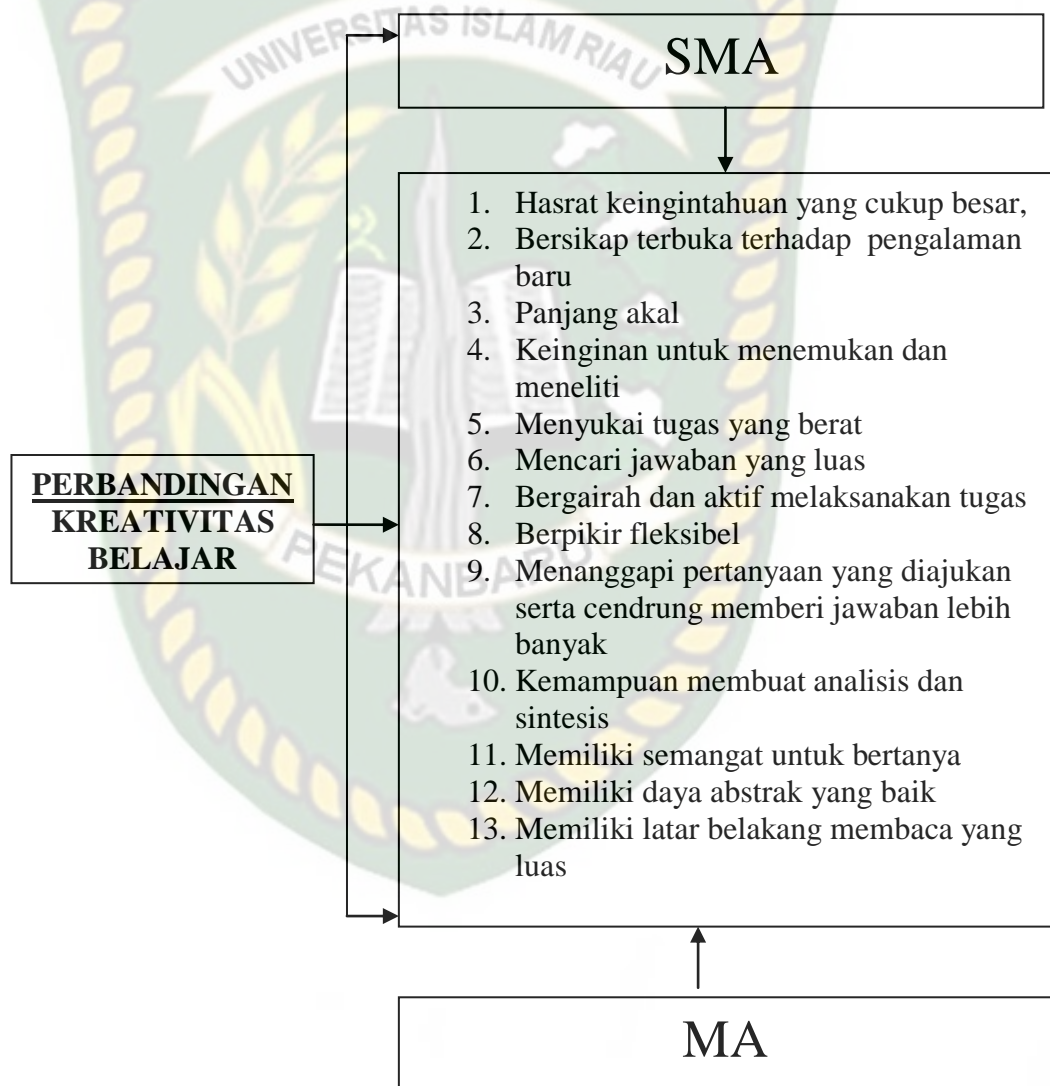 UNIVERSITAS ISLAM RIAU
SMA
1. Hasrat keingintahuan yang cukup besar,
2. Bersikap terbuka terhadap pengalaman
baru
3. Panjang akal
4. Keinginan untuk menemukan dan
meneliti
5. Menyukai tugas yang berat
6. Mencari jawaban yang luas
7. Bergairah dan aktif melaksanakan tugas
8. Berpikir fleksibel
9. Menanggapi pertanyaan yang diajukan
serta cendrung memberi jawaban lebih
banyak
10. Kemampuan membuat analisis dan
sintesis
11. Memiliki semangat untuk bertanya
12. Memiliki daya abstrak yang baik
13. Memiliki latar belakang membaca yang
luas
PERBANDINGAN
KREATIVITAS
BELAJAR
PEKANBARU
MA